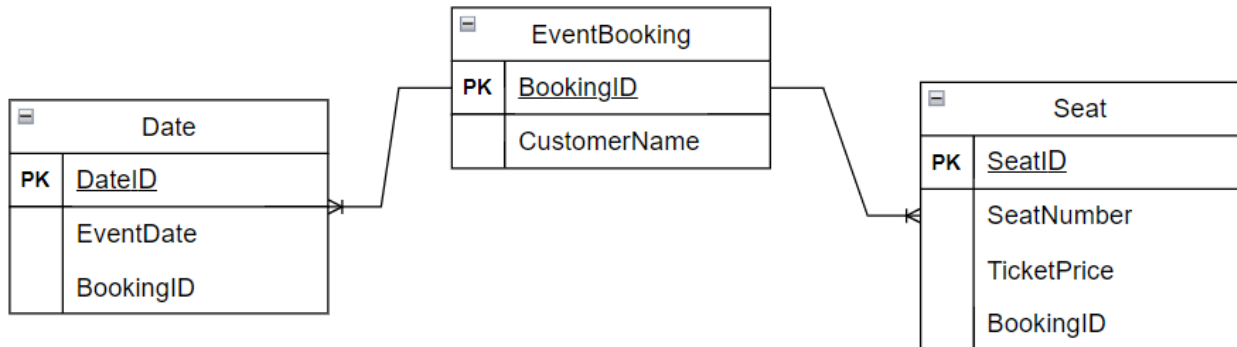 EventBooking
PK BookingID
CustomerName
Date
PK DateID
EventDate
BookingID
Seat
PK SeatID
SeatNumber
TicketPrice
BookingID